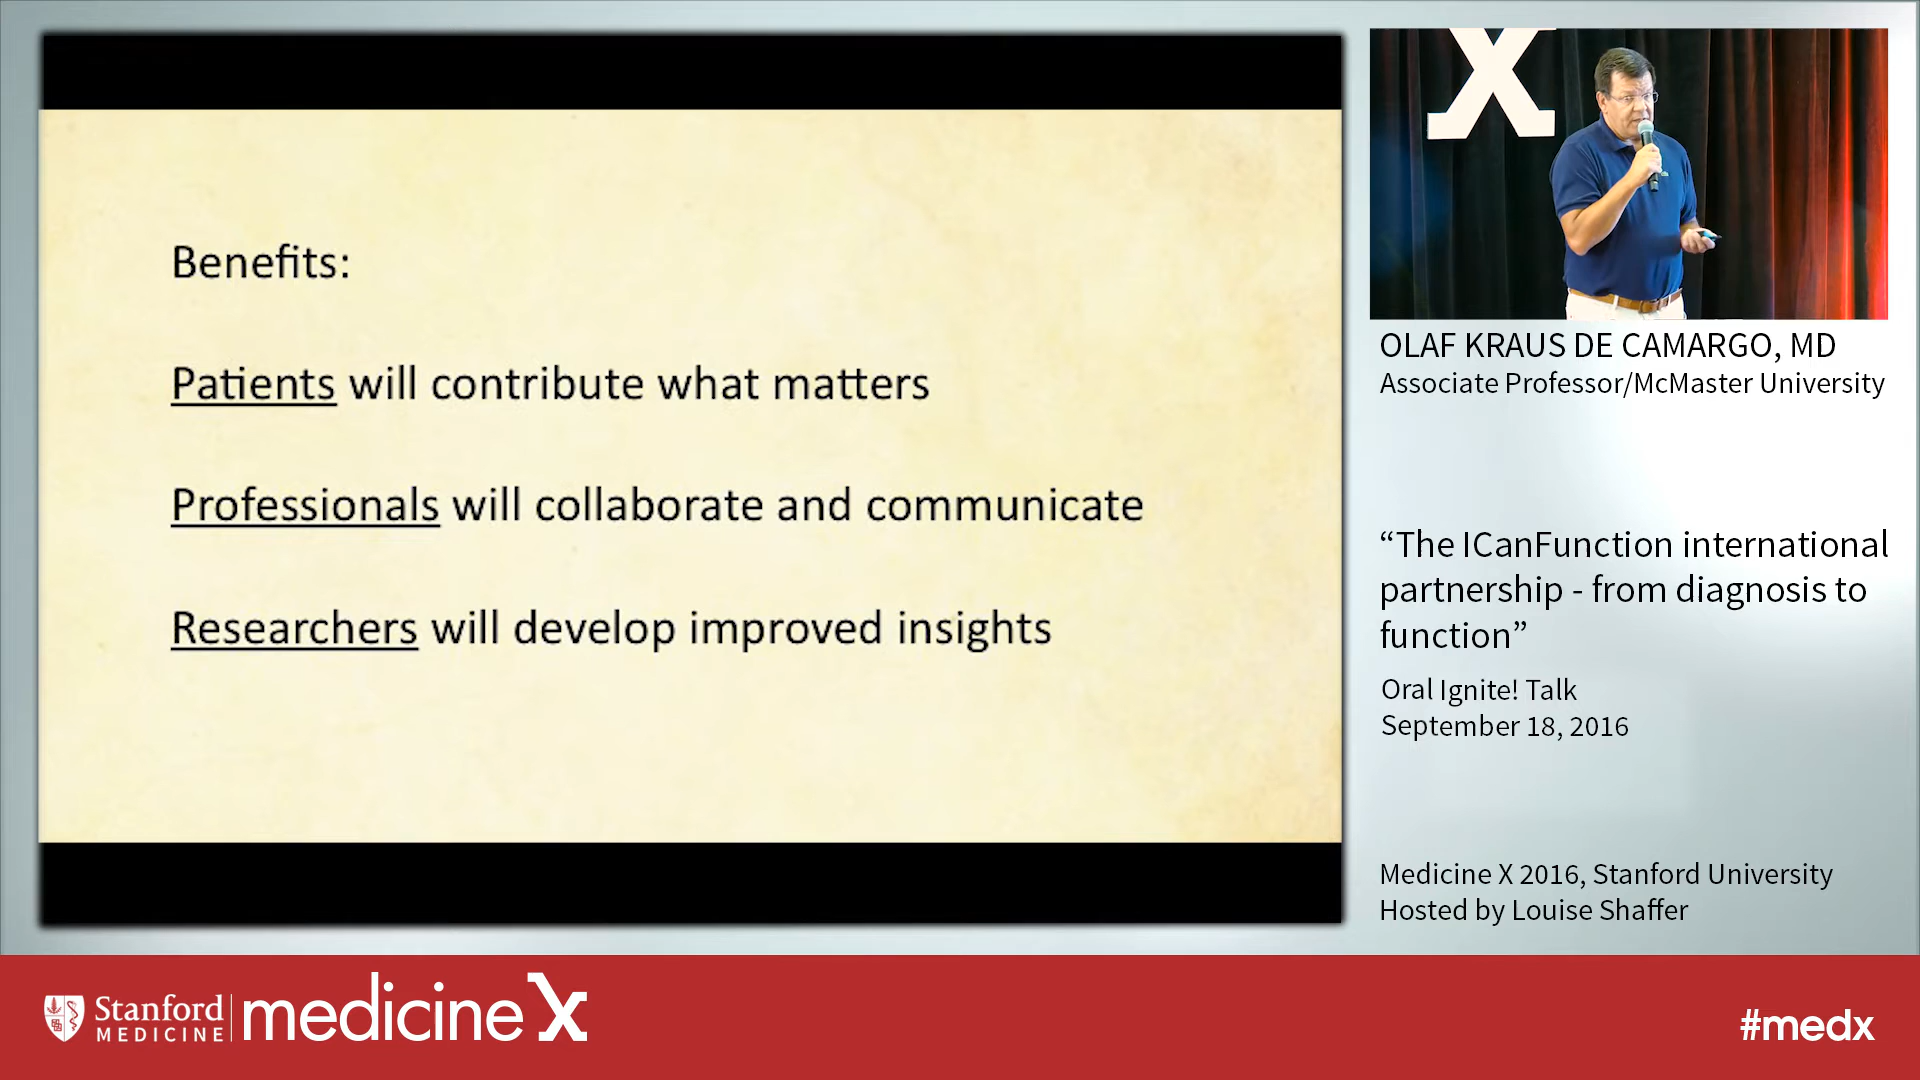 Benefits:
Patients will contribute what matters
Professionals will collaborate and communicate
Researchers will develop improved insights
X
OLAF KRAUS DE CAMARGO, MD
Associate Professor/McMaster University
“The ICanFunction international
partnership - from diagnosis to
function”
Oral Ignite! Talk
September 18, 2016
Medicine X 2016, Stanford University
Hosted by Louise Shaffer
Stanford
MEDICINE
medicine X
#medx